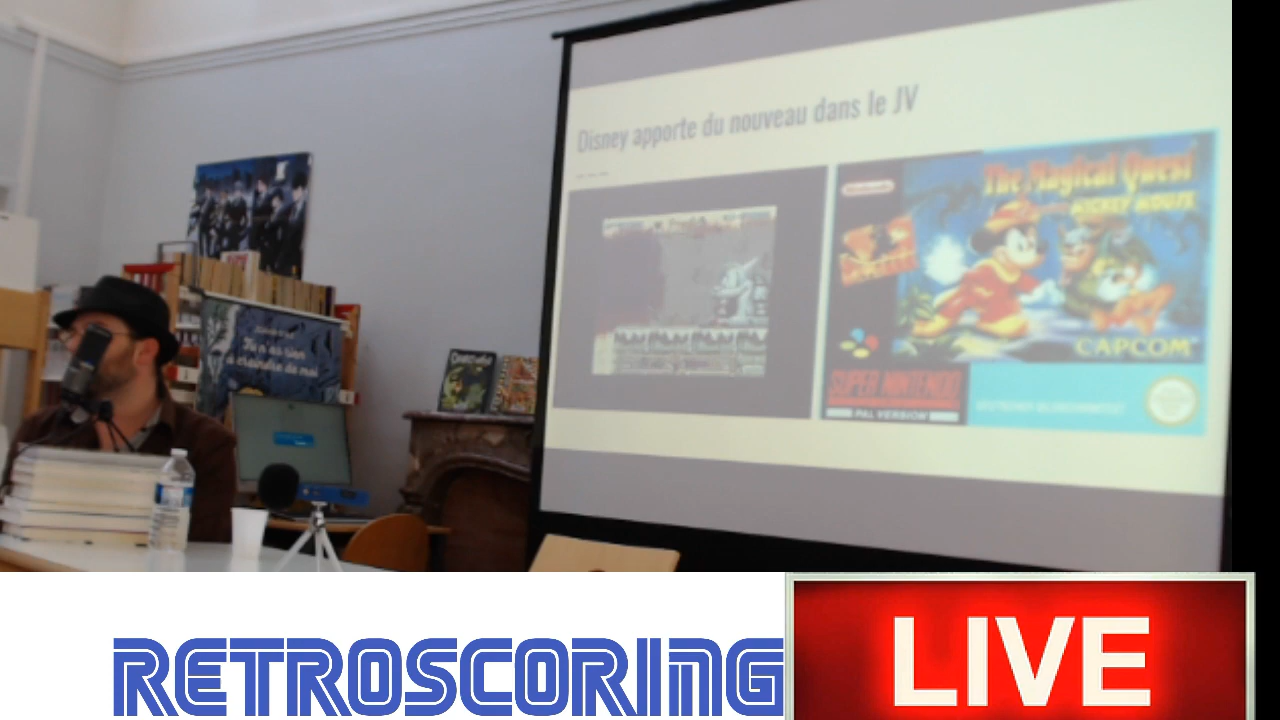 Disney apporte du nouveau dans le JV
Nintendo
The Magical Quest
MICKEY MOUSE
CAPCOM
SUPER NINTENDO
PAL VERSION
Tu n'as rien
à craindre de moi
RETROSCORING
LIVE